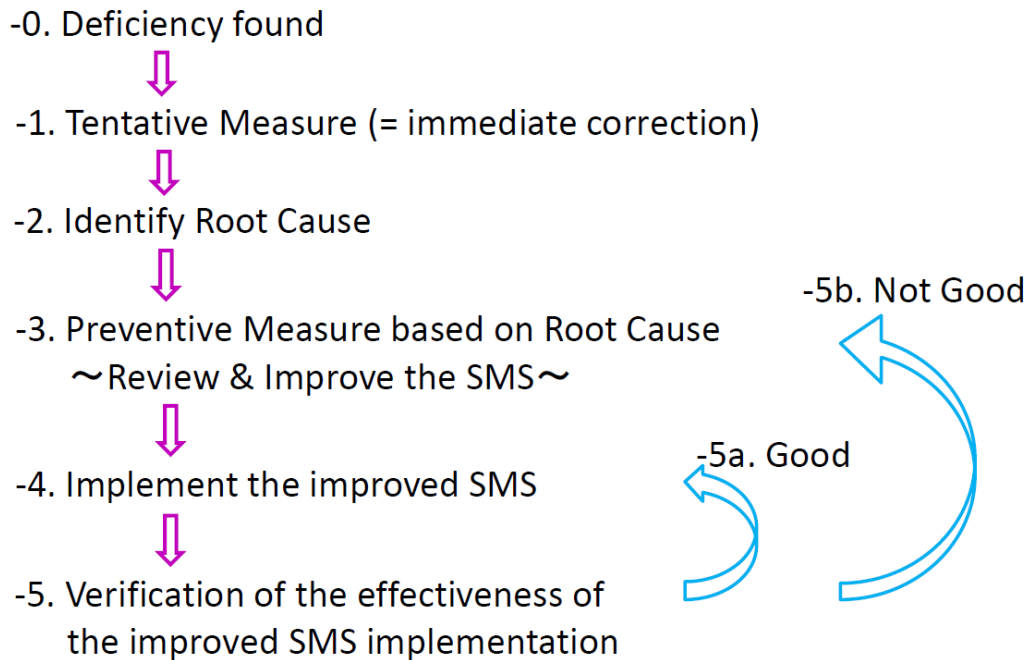 -0. Deficiency found
-1. Tentative Measure (= immediate correction)
-2. Identify Root Cause
-5b. Not Good
-3. Preventive Measure based on Root Cause
～Review & Improve the SMS～
-5a. Good
-4. Implement the improved SMS
-5. Verification of the effectiveness of
the improved SMS implementation